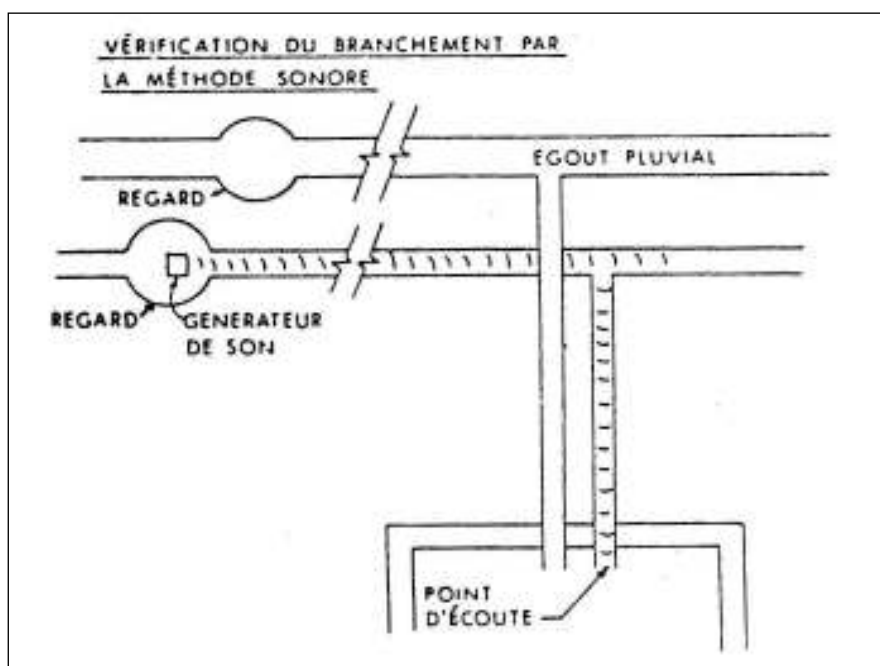 VÉRIFICATION DU BRANCHEMENT PAR
LA MÉTHODE SONORE
EGOUT PLUVIAL
REGARD
REGARD
GENERATEUR
DE SON
POINT
D'ÉCOUTE